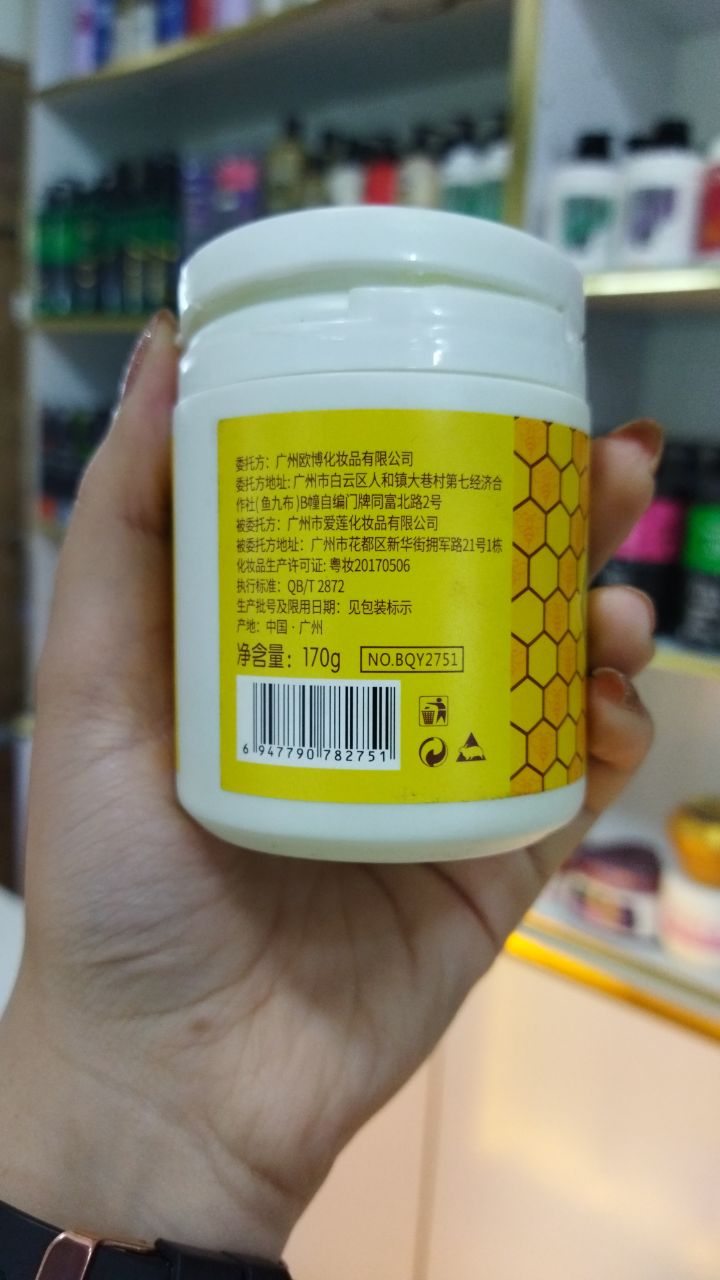 委托方：广州欧博化妆品有限公司
委托方地址: 广州市白云区人和镇大巷村第七经济合
作社( 鱼九布 )B幢自编门牌同富北路2号
被委托方：广州市爱莲化妆品有限公司
被委托方地址：广州市花都区新华街拥军路21号1栋
化妆品生产许可证: 粤妆20170506
执行标准：QB/T 2872
生产批号及限用日期：见包装标示
产地：中国 · 广州
净含量：170g NO.BQY2751
6 947790 782751